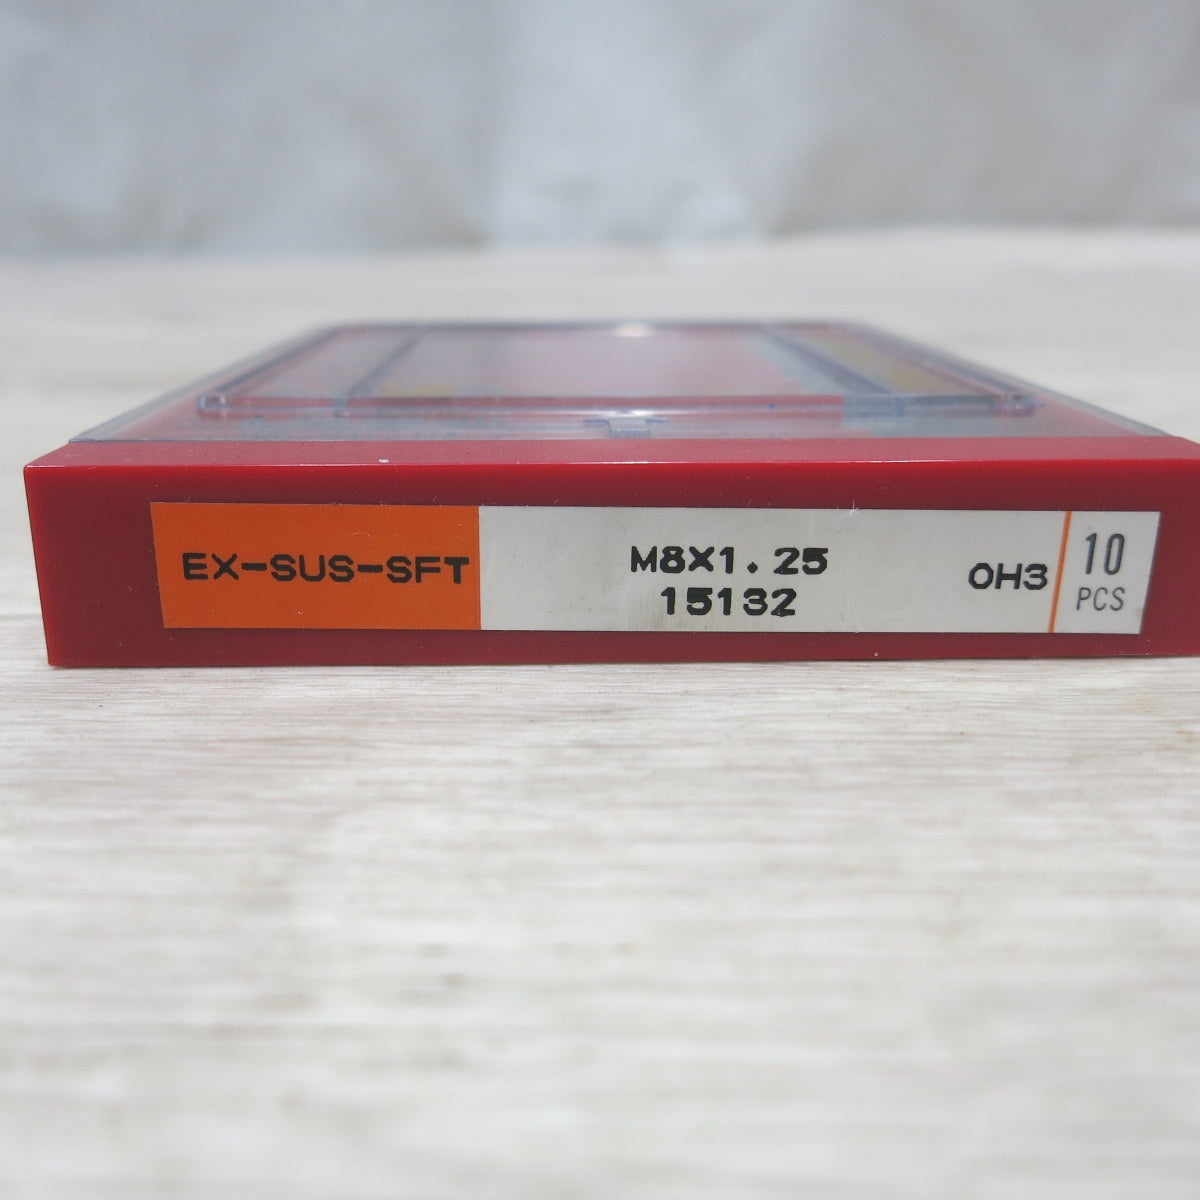 EX-SUS-SFT
M8X1.25
15132
OH3
10
PCS